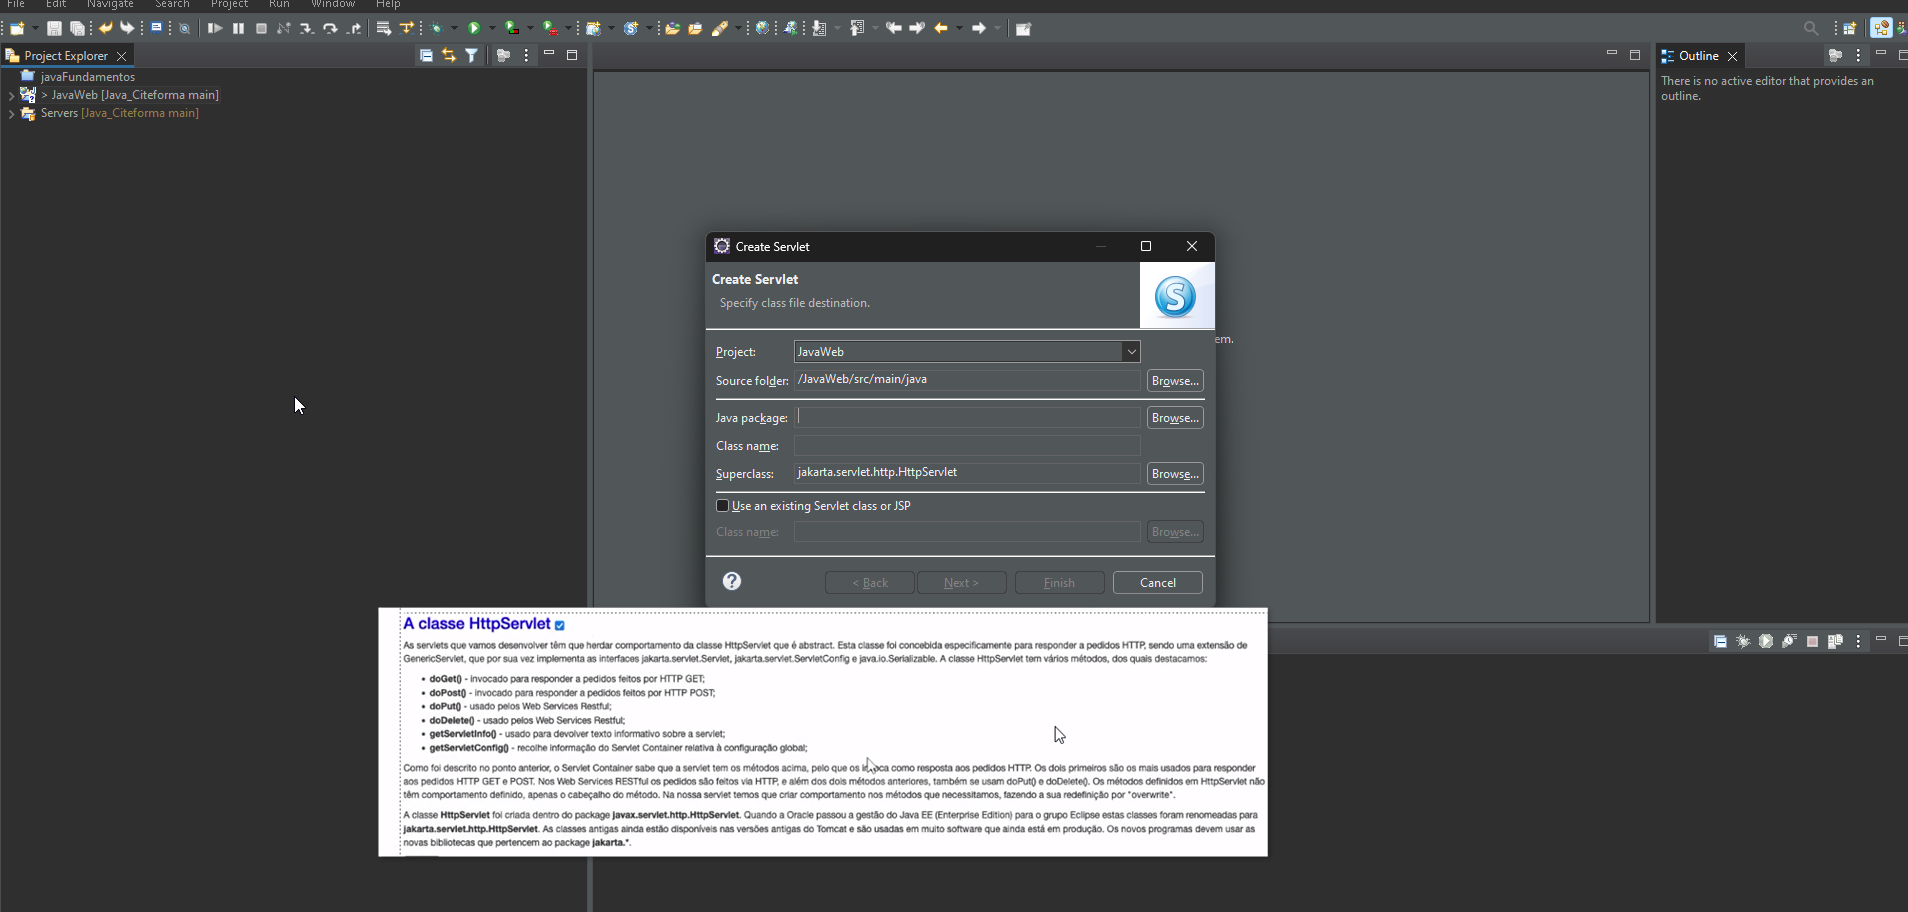 File Edit Navigate Search Project Run Window Help
Project Explorer
javaFundamentos
> JavaWeb [Java_Citeforma main]
Servers [Java_Citeforma main]
Outline
There is no active editor that provides an
outline.
em.
Create Servlet
Create Servlet
Specify class file destination.
S
Project: JavaWeb
Source folder: /JavaWeb/src/main/java Browse...
Java package: Browse...
Class name:
Superclass: jakarta.servlet.http.HttpServlet Browse...
Use an existing Servlet class or JSP
Class name: Browse...
? < Back Next > Finish Cancel
A classe HttpServlet
As servlets que vamos desenvolver têm que herdar comportamento da classe HttpServlet que é abstract. Esta classe foi concebida especificamente para responder a pedidos HTTP, sendo uma extensão de
GenericServlet, que por sua vez implementa as interfaces jakarta.servlet.Servlet, jakarta.servlet.ServletConfig e java.io.Serializable. A classe HttpServlet tem vários métodos, dos quais destacamos:
• doGet() - invocado para responder a pedidos feitos por HTTP GET;
• doPost() - invocado para responder a pedidos feitos por HTTP POST;
• doPut() - usado pelos Web Services Restful;
• doDelete() - usado pelos Web Services Restful;
• getServletInfo() - usado para devolver texto informativo sobre a servlet;
• getServletConfig() - recolhe informação do Servlet Container relativa à configuração global;
Como foi descrito no ponto anterior, o Servlet Container sabe que a servlet tem os métodos acima, pelo que os invoca como resposta aos pedidos HTTP. Os dois primeiros são os mais usados para responder
aos pedidos HTTP GET e POST. Nos Web Services RESTful os pedidos são feitos via HTTP, e além dos dois métodos anteriores, também se usam doPut() e doDelete(). Os métodos definidos em HttpServlet não
têm comportamento definido, apenas o cabeçalho do método. Na nossa servlet temos que criar comportamento nos métodos que necessitamos, fazendo a sua redefinição por "overwrite".
A classe HttpServlet foi criada dentro do package javax.servlet.http.HttpServlet. Quando a Oracle passou a gestão do Java EE (Enterprise Edition) para o grupo Eclipse estas classes foram renomeadas para
jakarta.servlet.http.HttpServlet. As classes antigas ainda estão disponíveis nas versões antigas do Tomcat e são usadas em muito software que ainda está em produção. Os novos programas devem usar as
novas bibliotecas que pertencem ao package jakarta.*.